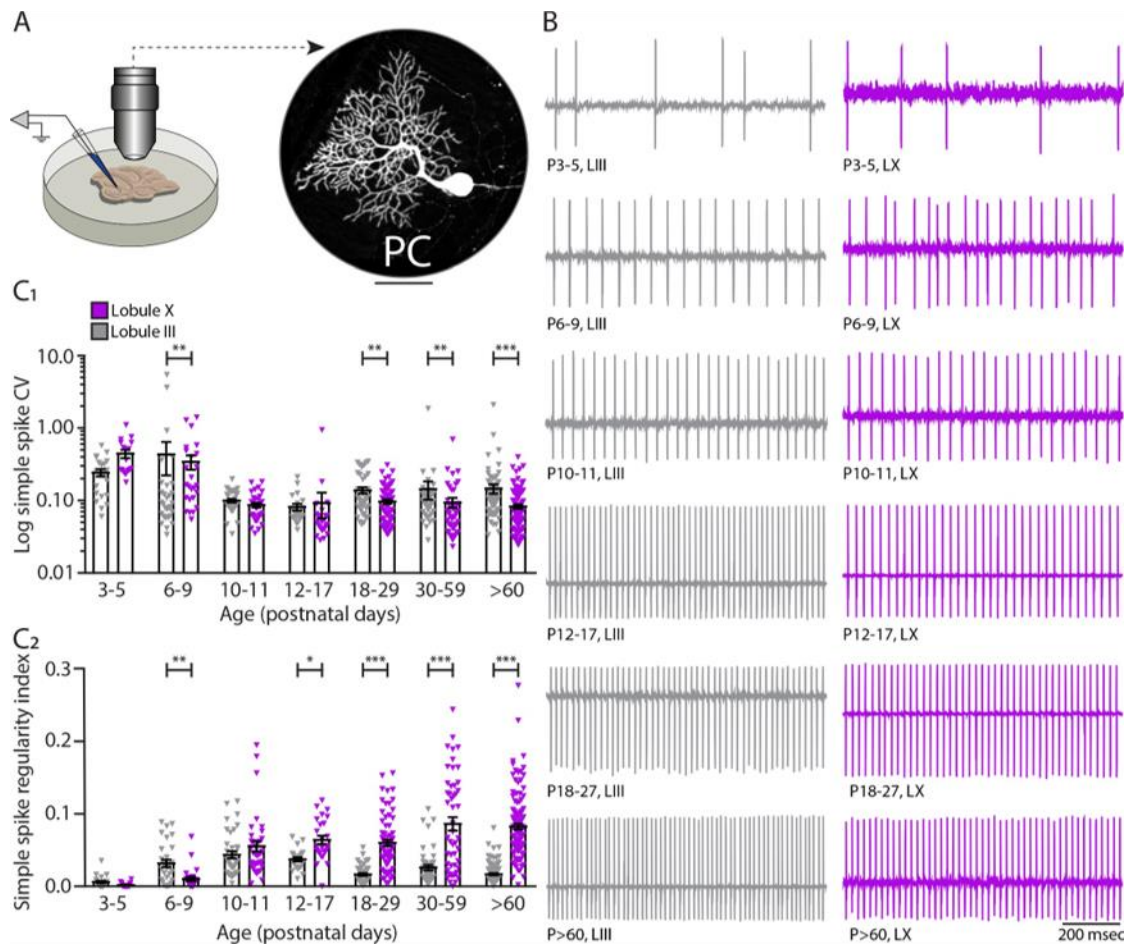 A
PC
B
P3-5, LIII
P3-5, LX
P6-9, LIII
P6-9, LX
P10-11, LIII
P10-11, LX
P12-17, LIII
P12-17, LX
P18-27, LIII
P18-27, LX
P>60, LIII
P>60, LX
200 msec
C₁
Lobule X
Lobule III
Log simple spike CV
10.0
1.00
0.10
0.01
** ** ** ***
3-5 6-9 10-11 12-17 18-29 30-59 >60
Age (postnatal days)
C₂
Simple spike regularity index
0.3
0.2
0.1
0.0
** * *** *** ***
3-5 6-9 10-11 12-17 18-29 30-59 >60
Age (postnatal days)